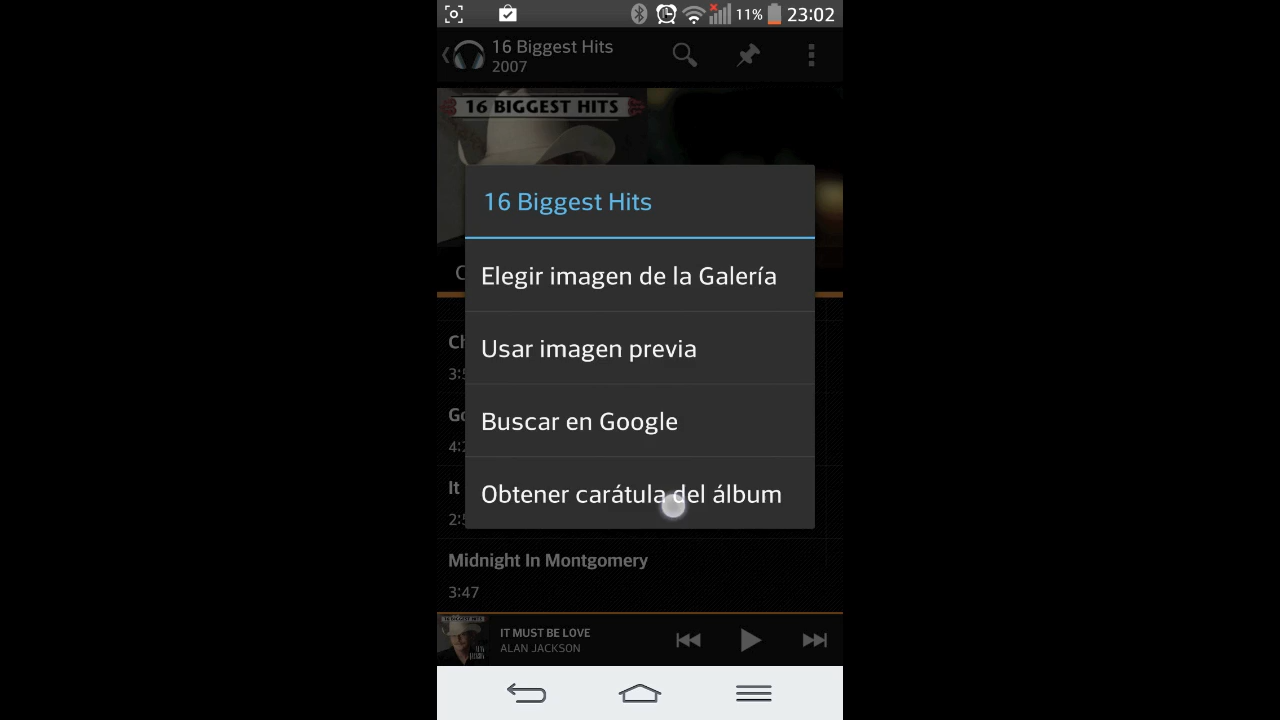 11% 23:02
16 Biggest Hits
2007
16 BIGGEST HITS
16 Biggest Hits
Elegir imagen de la Galería
Usar imagen previa
Buscar en Google
Obtener carátula del álbum
It
Midnight In Montgomery
3:47
IT MUST BE LOVE
ALAN JACKSON